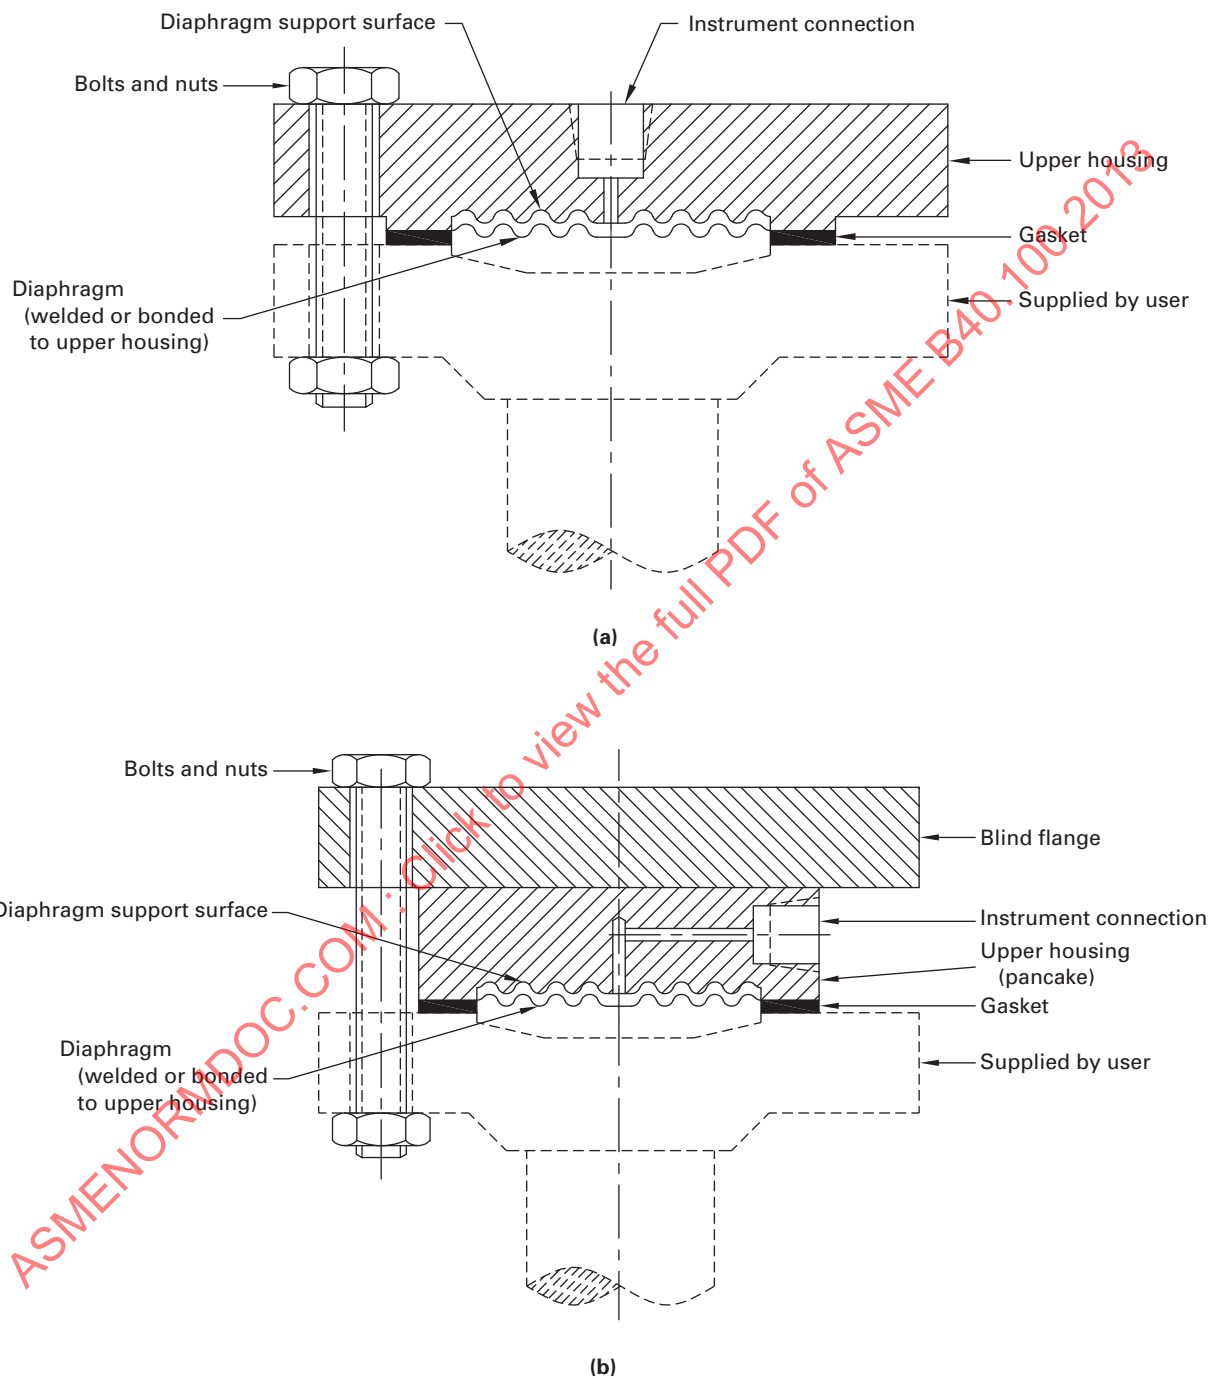 Diaphragm support surface
Instrument connection
Bolts and nuts
Upper housing
Gasket
Diaphragm
(welded or bonded
to upper housing)
Supplied by user
(a)
Bolts and nuts
Blind flange
Diaphragm support surface
Instrument connection
Upper housing
(pancake)
Gasket
Diaphragm
(welded or bonded
to upper housing)
Supplied by user
(b)
ASMENORMDOC.COM : Click to view the full PDF of ASME B40.100 2013